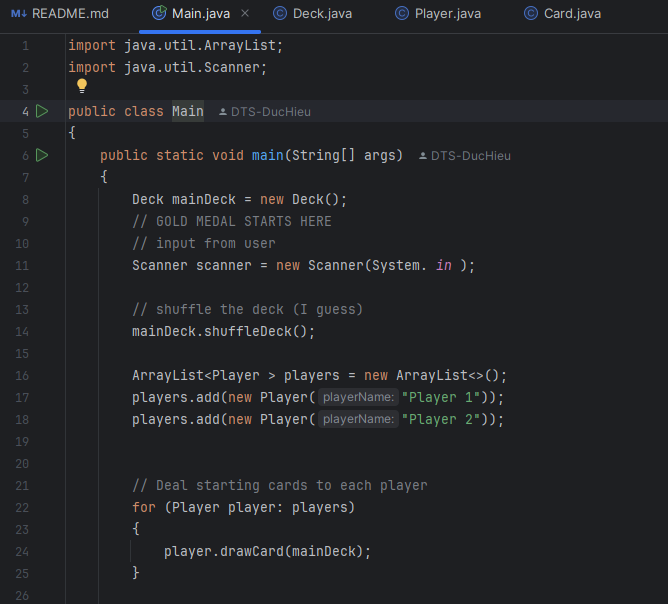 README.md Main.java Deck.java Player.java Card.java
1 import java.util.ArrayList;
2 import java.util.Scanner;
3
4 public class Main DTS-DucHieu
5 {
6 public static void main(String[] args) DTS-DucHieu
7 {
8 Deck mainDeck = new Deck();
9 // GOLD MEDAL STARTS HERE
10 // input from user
11 Scanner scanner = new Scanner(System. in );
12
13 // shuffle the deck (I guess)
14 mainDeck.shuffleDeck();
15
16 ArrayList<Player > players = new ArrayList<>();
17 players.add(new Player( playerName: "Player 1"));
18 players.add(new Player( playerName: "Player 2"));
19
20
21 // Deal starting cards to each player
22 for (Player player: players)
23 {
24 player.drawCard(mainDeck);
25 }
26